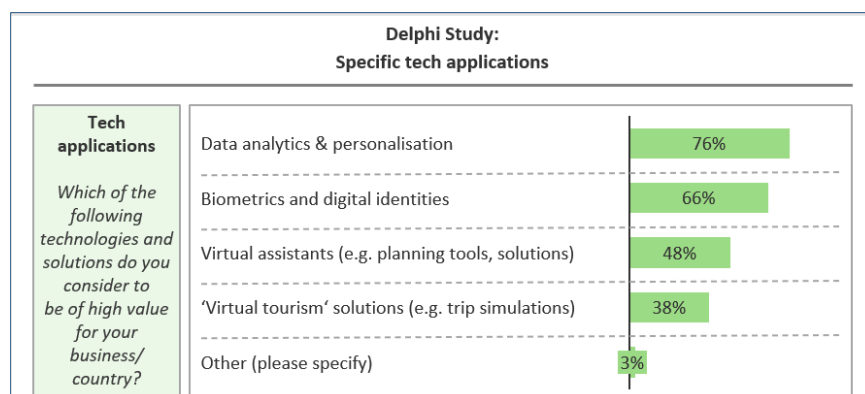 Delphi Study:
Specific tech applications
Tech
applications
Which of the
following
technologies and
solutions do you
consider to
be of high value
for your
business/
country?
Data analytics & personalisation 76%
Biometrics and digital identities 66%
Virtual assistants (e.g. planning tools, solutions) 48%
‘Virtual tourism‘ solutions (e.g. trip simulations) 38%
Other (please specify) 3%